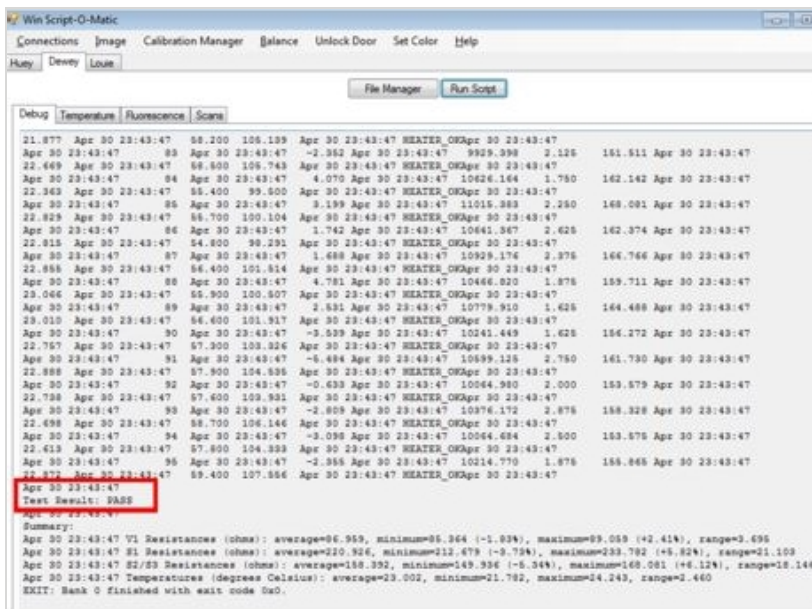 Win Script-O-Matic
Connections Image Calibration Manager Balance Unlock Door Set Color Help
Huey Dewey Louie
File Manager Run Script
Debug Temperature Fluorescence Scans
21.877 Apr 30 23:43:47 58.200 105.139 Apr 30 23:43:47 HEATER_OKApr 30 23:43:47
Apr 30 23:43:47 83 Apr 30 23:43:47 -2.352 Apr 30 23:43:47 9929.398 2.125 151.511 Apr 30 23:43:47
22.669 Apr 30 23:43:47 58.500 105.743 Apr 30 23:43:47 HEATER_OKApr 30 23:43:47
Apr 30 23:43:47 84 Apr 30 23:43:47 4.070 Apr 30 23:43:47 10626.164 1.750 162.142 Apr 30 23:43:47
22.363 Apr 30 23:43:47 55.400 99.500 Apr 30 23:43:47 HEATER_OKApr 30 23:43:47
Apr 30 23:43:47 85 Apr 30 23:43:47 3.199 Apr 30 23:43:47 11015.383 2.250 168.081 Apr 30 23:43:47
22.829 Apr 30 23:43:47 55.700 100.104 Apr 30 23:43:47 HEATER_OKApr 30 23:43:47
Apr 30 23:43:47 86 Apr 30 23:43:47 1.742 Apr 30 23:43:47 10641.367 2.625 162.374 Apr 30 23:43:47
22.815 Apr 30 23:43:47 54.800 98.291 Apr 30 23:43:47 HEATER_OKApr 30 23:43:47
Apr 30 23:43:47 87 Apr 30 23:43:47 1.688 Apr 30 23:43:47 10929.176 2.375 166.766 Apr 30 23:43:47
22.855 Apr 30 23:43:47 56.400 101.514 Apr 30 23:43:47 HEATER_OKApr 30 23:43:47
Apr 30 23:43:47 88 Apr 30 23:43:47 4.781 Apr 30 23:43:47 10466.820 1.875 159.711 Apr 30 23:43:47
23.066 Apr 30 23:43:47 55.900 100.507 Apr 30 23:43:47 HEATER_OKApr 30 23:43:47
Apr 30 23:43:47 89 Apr 30 23:43:47 2.531 Apr 30 23:43:47 10779.910 1.625 164.488 Apr 30 23:43:47
23.010 Apr 30 23:43:47 56.600 101.917 Apr 30 23:43:47 HEATER_OKApr 30 23:43:47
Apr 30 23:43:47 90 Apr 30 23:43:47 -3.539 Apr 30 23:43:47 10241.449 1.625 156.272 Apr 30 23:43:47
22.757 Apr 30 23:43:47 57.300 103.326 Apr 30 23:43:47 HEATER_OKApr 30 23:43:47
Apr 30 23:43:47 91 Apr 30 23:43:47 -5.484 Apr 30 23:43:47 10599.125 2.750 161.730 Apr 30 23:43:47
22.888 Apr 30 23:43:47 57.900 104.535 Apr 30 23:43:47 HEATER_OKApr 30 23:43:47
Apr 30 23:43:47 92 Apr 30 23:43:47 -0.633 Apr 30 23:43:47 10064.980 2.000 153.579 Apr 30 23:43:47
22.738 Apr 30 23:43:47 57.600 103.931 Apr 30 23:43:47 HEATER_OKApr 30 23:43:47
Apr 30 23:43:47 93 Apr 30 23:43:47 -2.809 Apr 30 23:43:47 10376.172 2.875 158.328 Apr 30 23:43:47
22.698 Apr 30 23:43:47 58.700 106.146 Apr 30 23:43:47 HEATER_OKApr 30 23:43:47
Apr 30 23:43:47 94 Apr 30 23:43:47 -3.098 Apr 30 23:43:47 10064.684 2.500 153.575 Apr 30 23:43:47
22.613 Apr 30 23:43:47 57.800 104.333 Apr 30 23:43:47 HEATER_OKApr 30 23:43:47
Apr 30 23:43:47 95 Apr 30 23:43:47 -2.355 Apr 30 23:43:47 10214.770 1.875 155.865 Apr 30 23:43:47
22.872 Apr 30 23:43:47 59.400 107.556 Apr 30 23:43:47 HEATER_OKApr 30 23:43:47
Apr 30 23:43:47
Test Result: PASS
Apr 30 23:43:47
Summary:
Apr 30 23:43:47 V1 Resistances (ohms): average=86.959, minimum=85.364 (-1.83%), maximum=89.059 (+2.41%), range=3.695
Apr 30 23:43:47 S1 Resistances (ohms): average=220.926, minimum=212.679 (-3.73%), maximum=233.782 (+5.82%), range=21.103
Apr 30 23:43:47 S2/S3 Resistances (ohms): average=158.392, minimum=149.936 (-5.34%), maximum=168.081 (+6.12%), range=18.144
Apr 30 23:43:47 Temperatures (degrees Celsius): average=23.002, minimum=21.782, maximum=24.243, range=2.460
EXIT: Bank 0 finished with exit code 0x0.